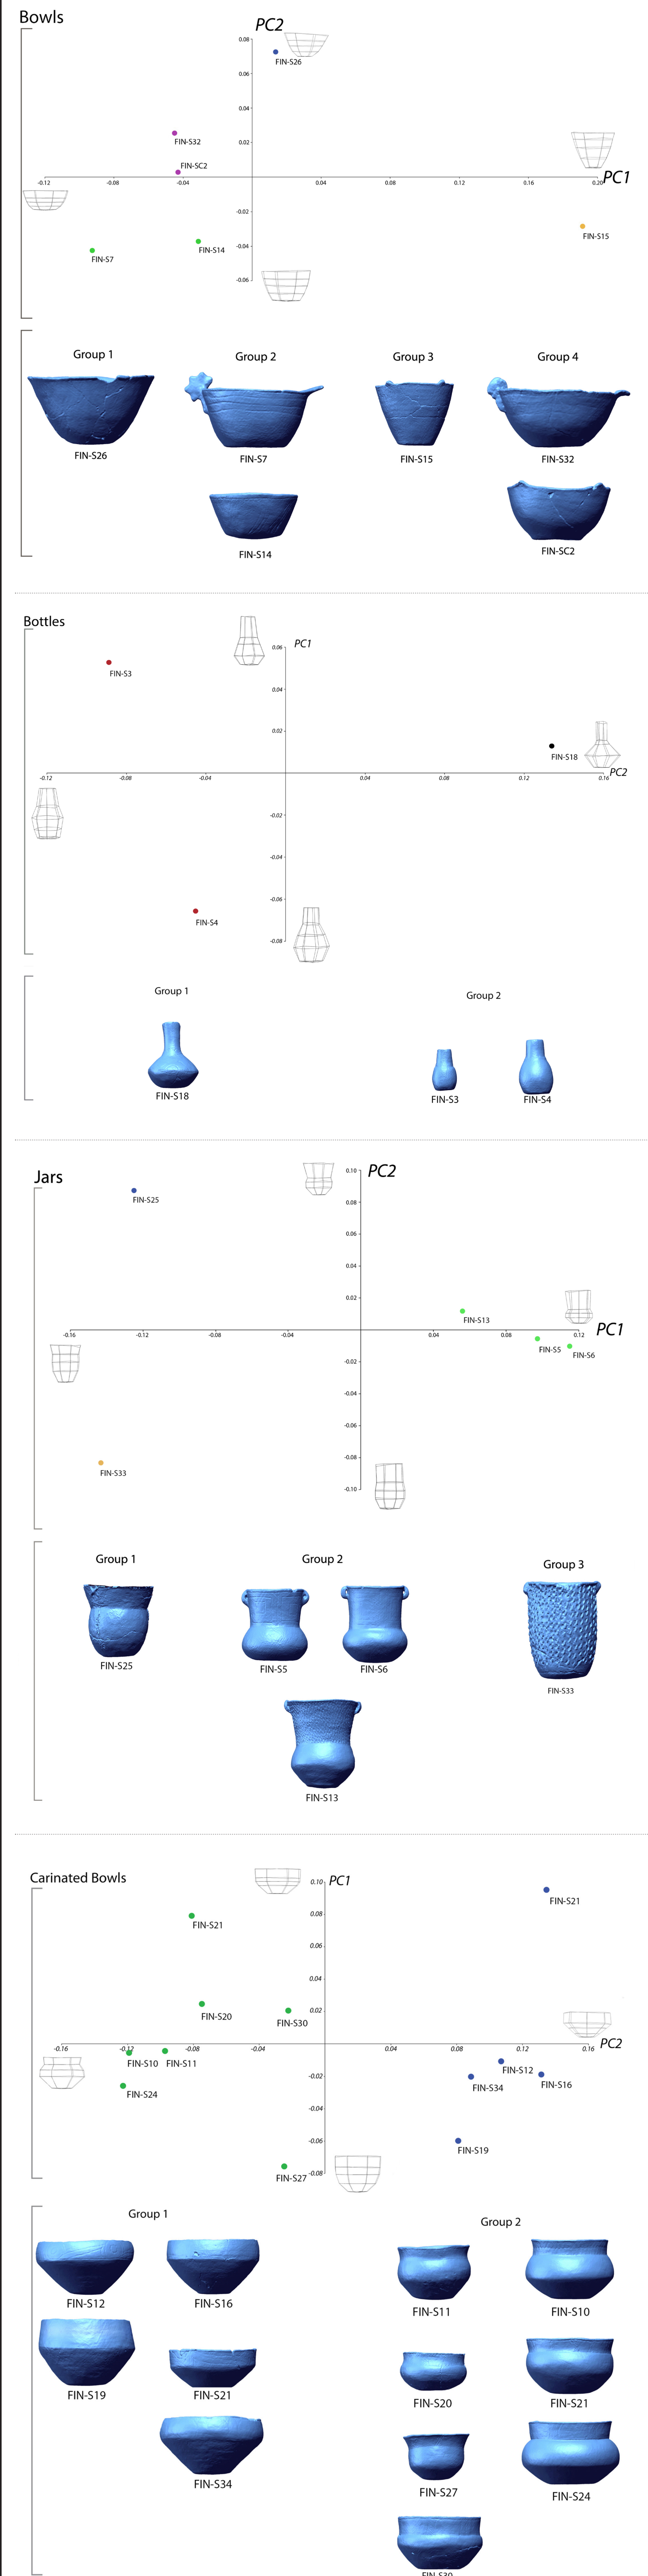 Bowls
PC2
0.08
FIN-S26
0.06
0.04
FIN-S32
0.02
FIN-SC2
-0.12 -0.08 -0.04 0.04 0.08 0.12 0.16 0.20 PC1
-0.02
FIN-S15
-0.04
FIN-S7 FIN-S14
-0.06
Group 1 Group 2 Group 3 Group 4
FIN-S26 FIN-S7 FIN-S15 FIN-S32
FIN-S14 FIN-SC2
Bottles
PC1
0.06
FIN-S3
0.04
0.02
FIN-S18
-0.12 -0.08 -0.04 0.04 0.08 0.12 0.16 PC2
-0.02
-0.04
-0.06
FIN-S4
-0.08
Group 1 Group 2
FIN-S18 FIN-S3 FIN-S4
Jars
PC2
0.10
FIN-S25
0.08
0.06
0.04
0.02
FIN-S13
-0.16 -0.12 -0.08 -0.04 0.04 0.08 0.12 PC1
FIN-S5 FIN-S6
-0.02
-0.04
-0.06
-0.08
FIN-S33
-0.10
Group 1 Group 2 Group 3
FIN-S25 FIN-S5 FIN-S6 FIN-S33
FIN-S13
Carinated Bowls
0.10 PC1
FIN-S21
0.08
FIN-S21
0.06
0.04
0.02
FIN-S20 FIN-S30
-0.16 -0.12 -0.08 -0.04 0.04 0.08 0.12 0.16 PC2
FIN-S10 FIN-S11 FIN-S12
-0.02
FIN-S24 FIN-S34 FIN-S16
-0.04
-0.06
FIN-S19
FIN-S27 -0.08
Group 1 Group 2
FIN-S12 FIN-S16 FIN-S11 FIN-S10
FIN-S19 FIN-S21 FIN-S20 FIN-S21
FIN-S34 FIN-S27 FIN-S24
FIN-S30